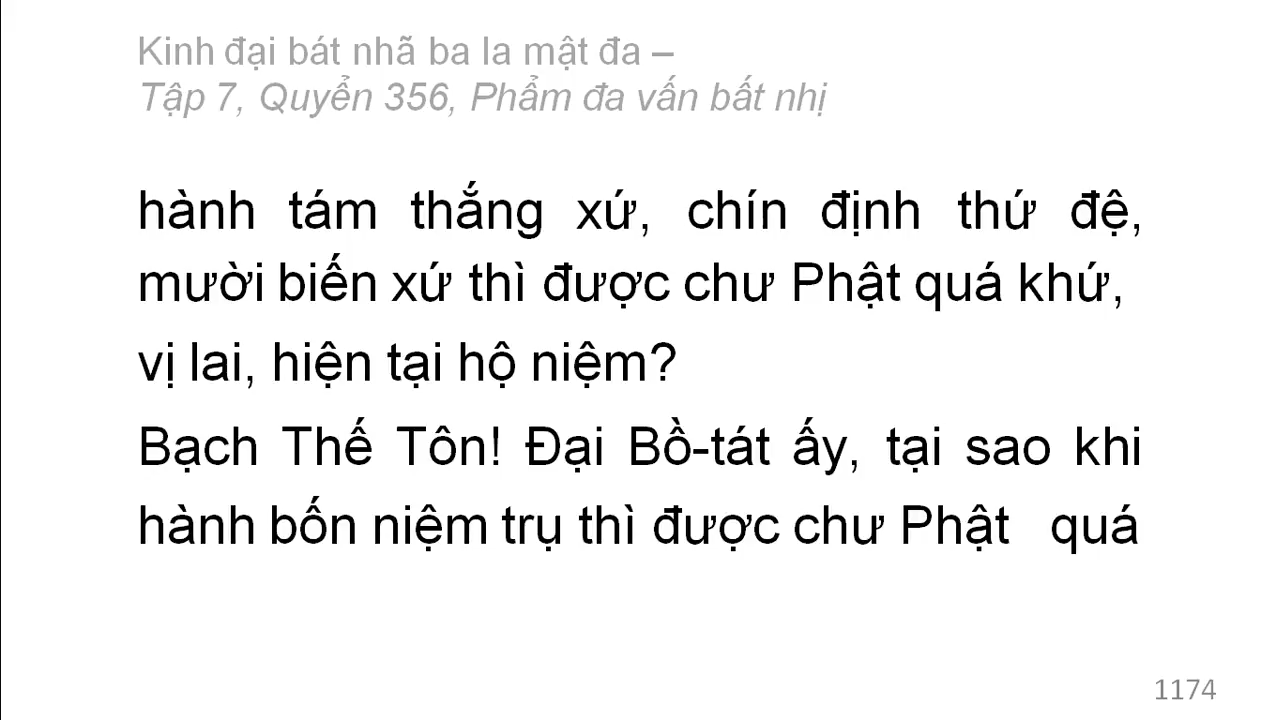 Kinh đại bát nhã ba la mật đa –
Tập 7, Quyển 356, Phẩm đa vấn bất nhị
hành tám thắng xứ, chín định thứ đệ,
mười biến xứ thì được chư Phật quá khứ,
vị lai, hiện tại hộ niệm?
Bạch Thế Tôn! Đại Bồ-tát ấy, tại sao khi
hành bốn niệm trụ thì được chư Phật quá
1174